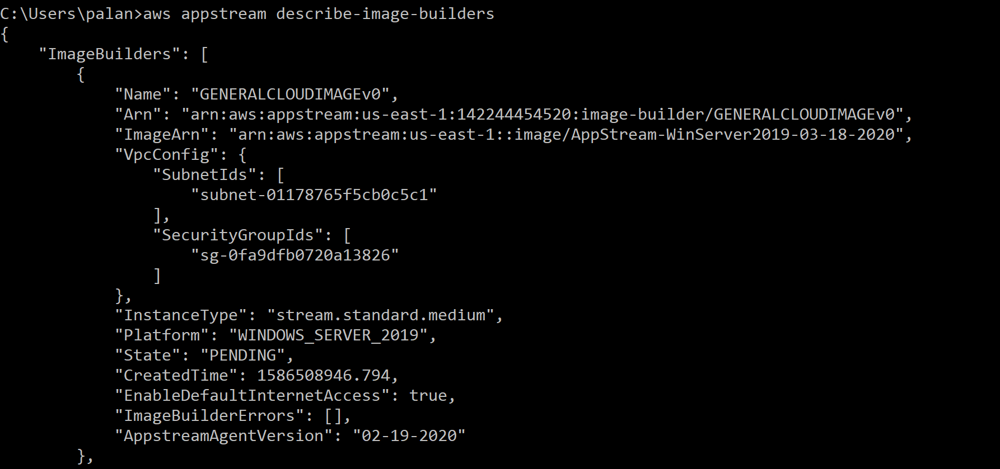 C:\Users\palan>aws appstream describe-image-builders
{
    "ImageBuilders": [
        {
            "Name": "GENERALCLOUDIMAGEv0",
            "Arn": "arn:aws:appstream:us-east-1:142244454520:image-builder/GENERALCLOUDIMAGEv0",
            "ImageArn": "arn:aws:appstream:us-east-1::image/AppStream-WinServer2019-03-18-2020",
            "VpcConfig": {
                "SubnetIds": [
                    "subnet-01178765f5cb0c5c1"
                ],
                "SecurityGroupIds": [
                    "sg-0fa9dfb0720a13826"
                ]
            },
            "InstanceType": "stream.standard.medium",
            "Platform": "WINDOWS_SERVER_2019",
            "State": "PENDING",
            "CreatedTime": 1586508946.794,
            "EnableDefaultInternetAccess": true,
            "ImageBuilderErrors": [],
            "AppstreamAgentVersion": "02-19-2020"
        },